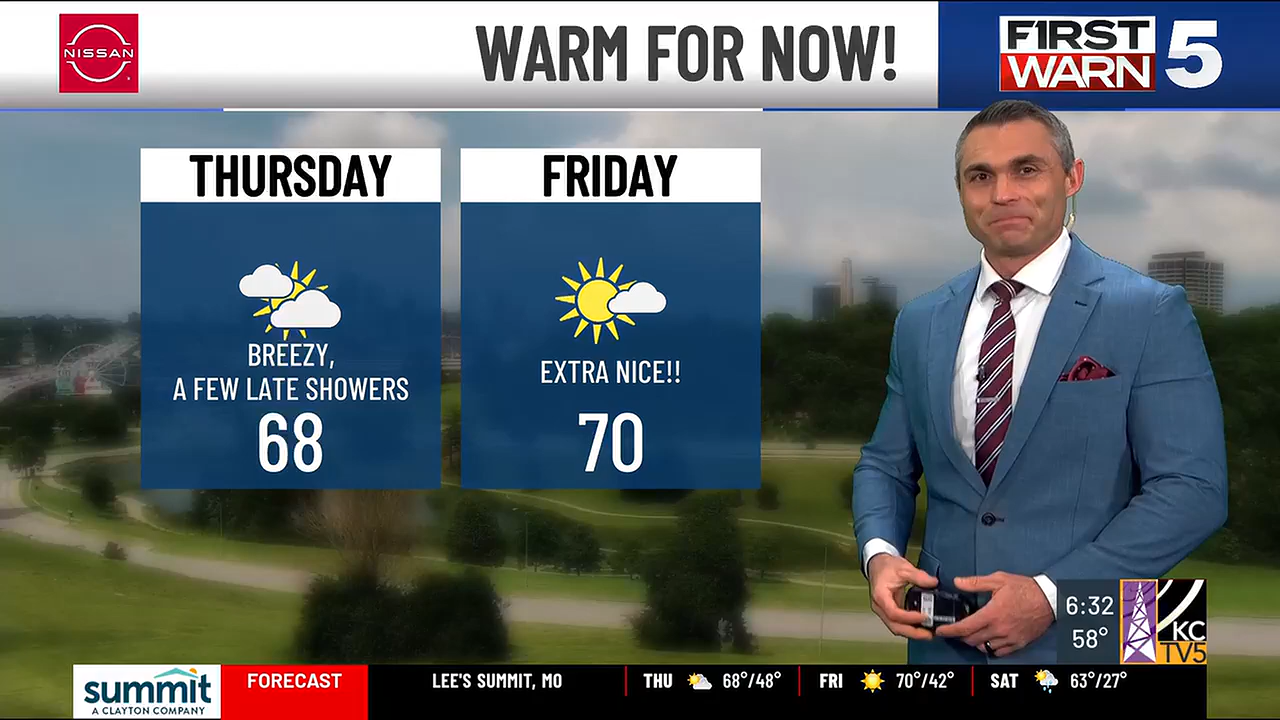 NISSAN
WARM FOR NOW!
F1RST
WARN 5
THURSDAY
BREEZY,
A FEW LATE SHOWERS
68
FRIDAY
EXTRA NICE!!
70
6:32
58°
KC
TV5
summit
A CLAYTON COMPANY
FORECAST
LEE'S SUMMIT, MO
THU 68°/48°
FRI 70°/42°
SAT 63°/27°